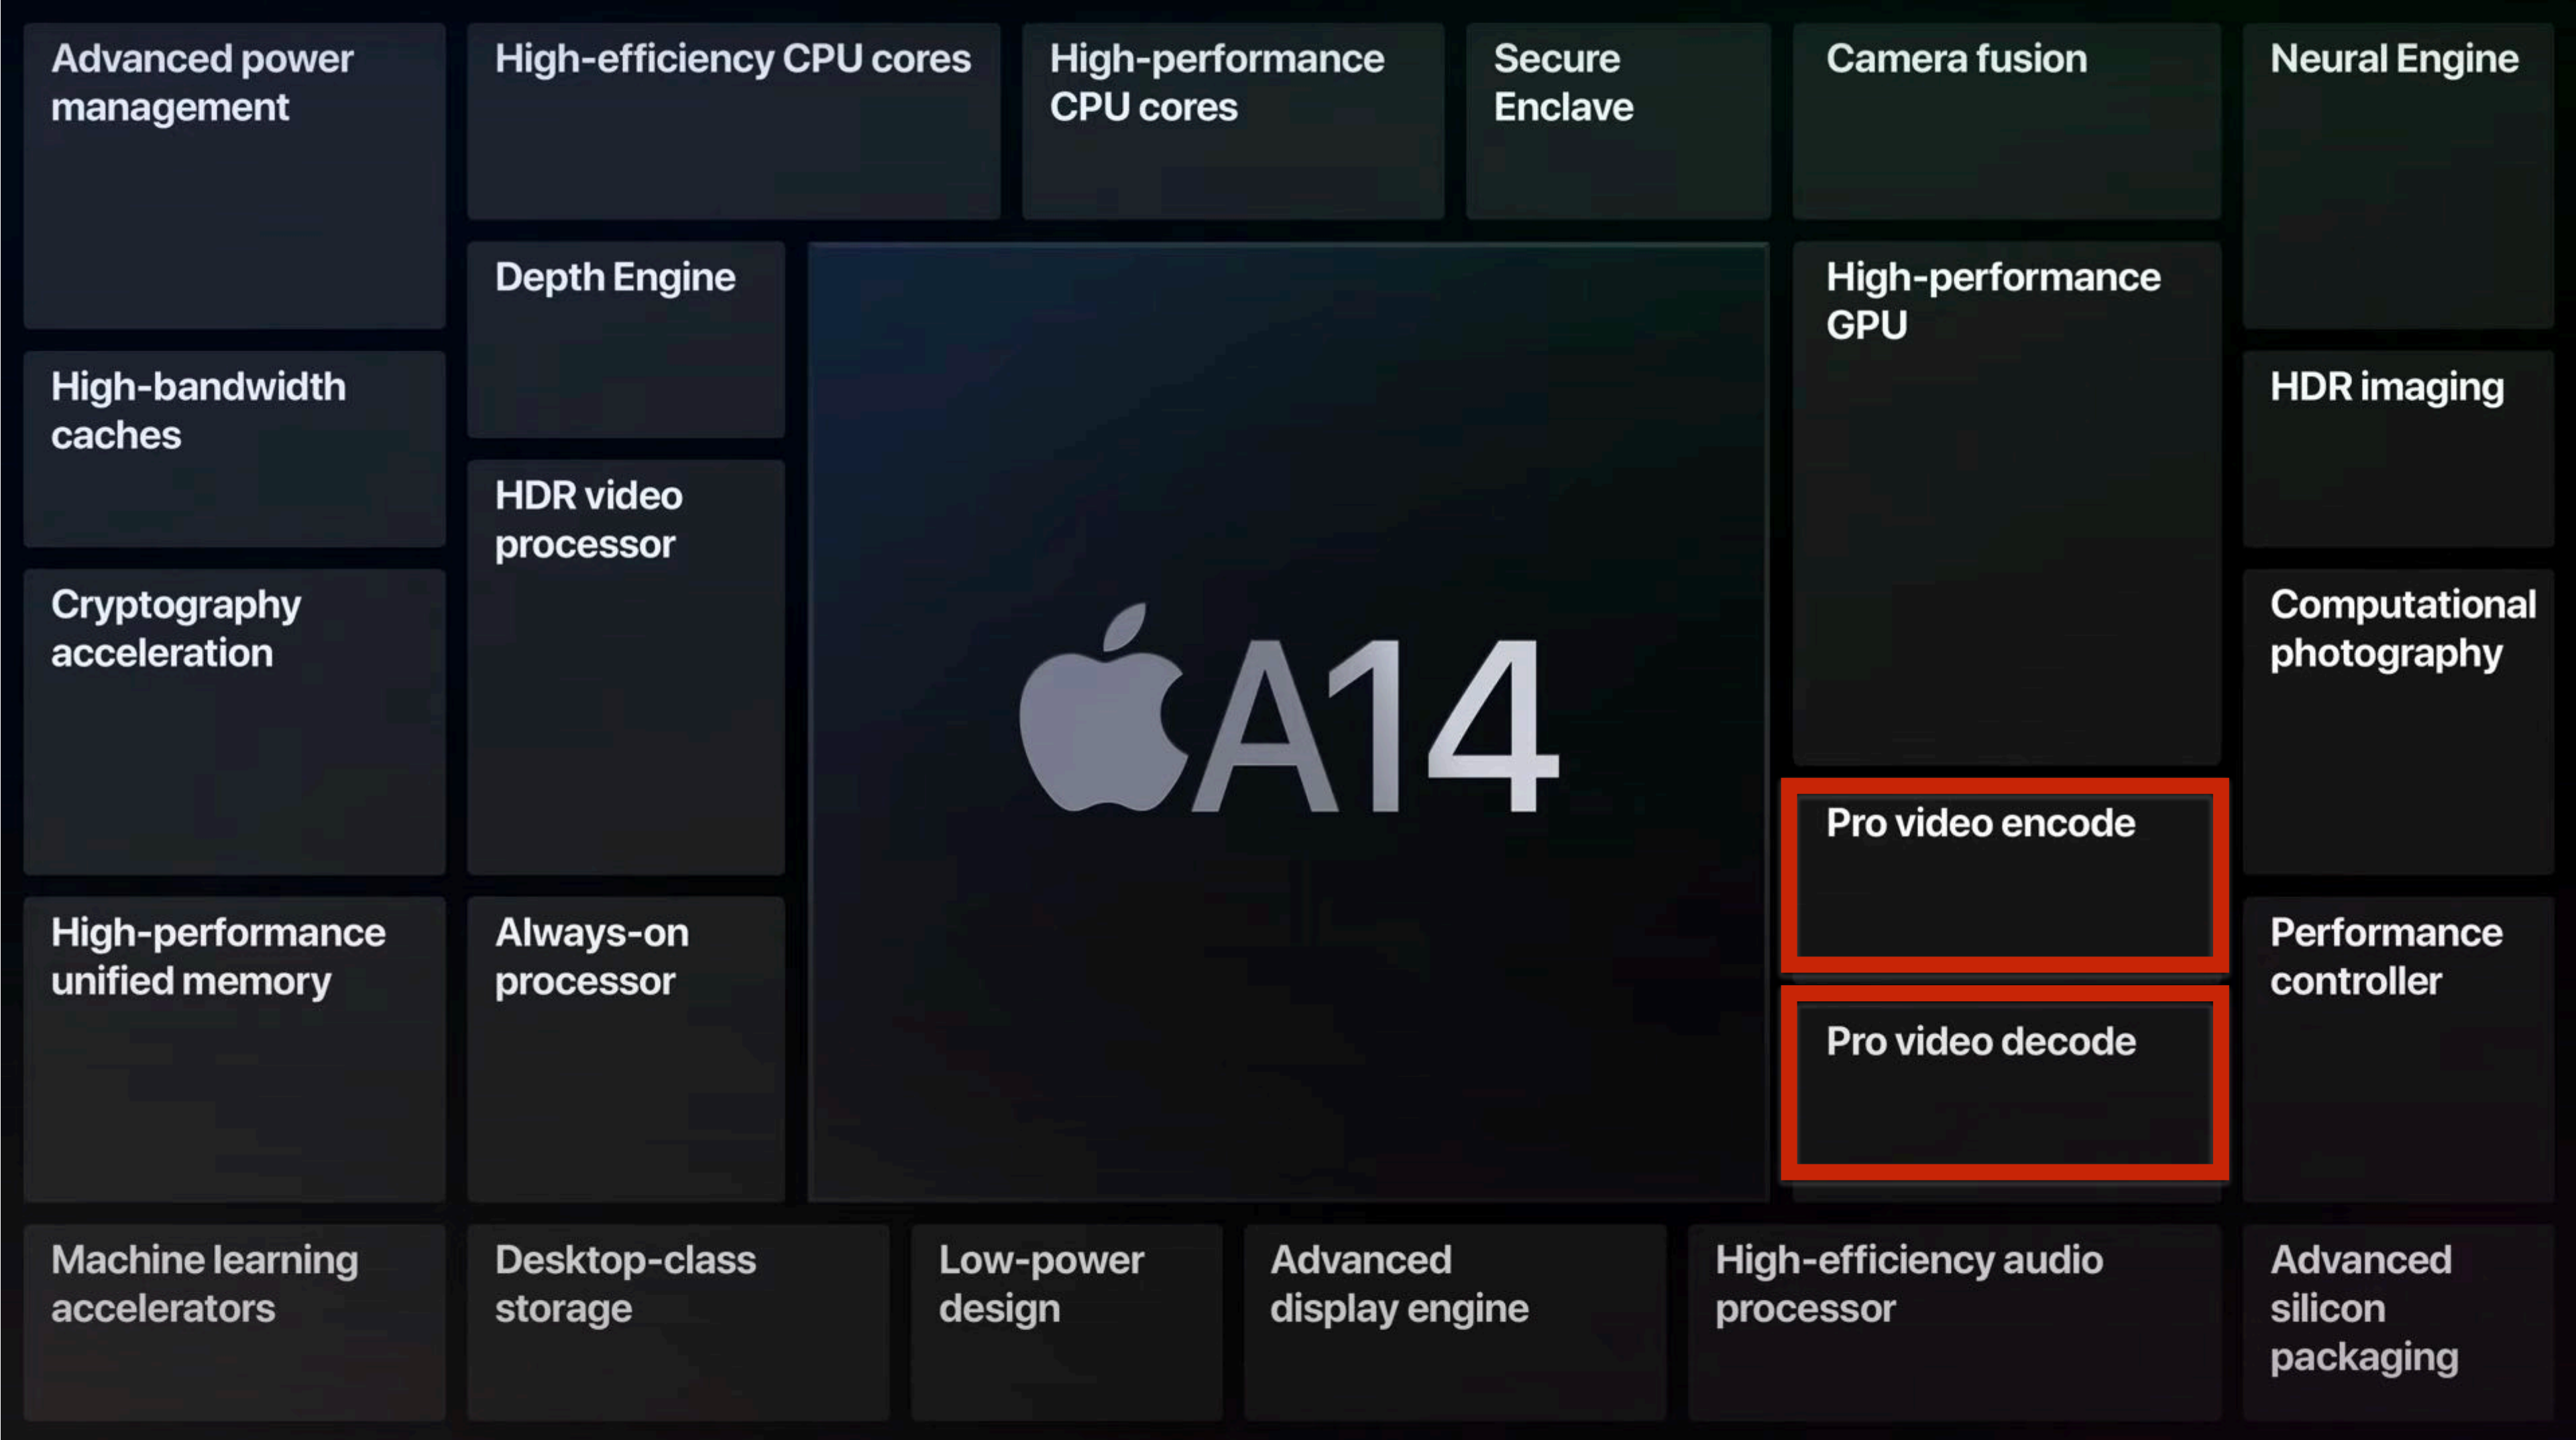 Advanced power
management
High-efficiency CPU cores
High-performance
CPU cores
Secure
Enclave
Camera fusion
Neural Engine
Depth Engine
High-performance
GPU
High-bandwidth
caches
HDR imaging
HDR video
processor
Cryptography
acceleration
A14
Computational
photography
Pro video encode
High-performance
unified memory
Always-on
processor
Performance
controller
Pro video decode
Machine learning
accelerators
Desktop-class
storage
Low-power
design
Advanced
display engine
High-efficiency audio
processor
Advanced
silicon
packaging